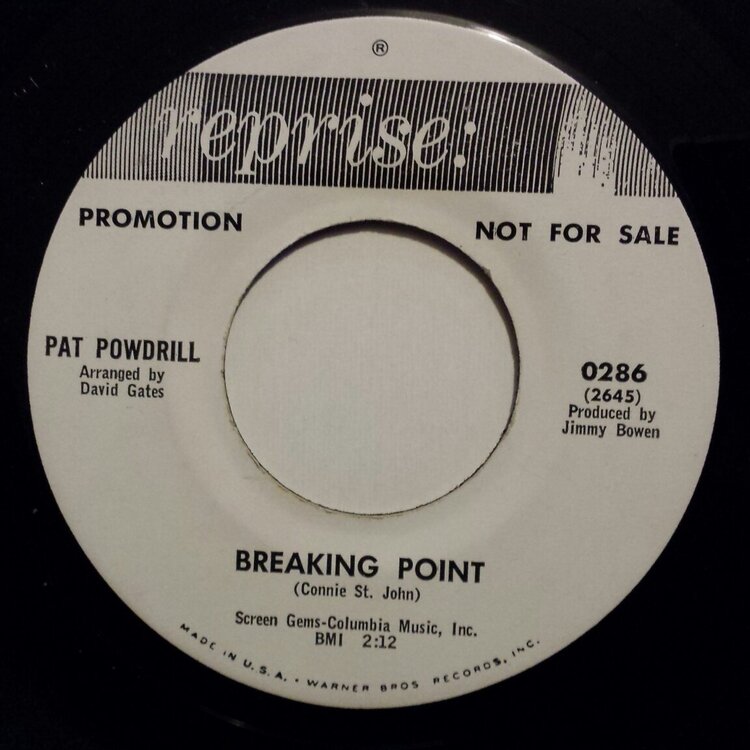 ®
reprise:
PROMOTION
NOT FOR SALE
PAT POWDRILL
Arranged by
David Gates
0286
(2645)
Produced by
Jimmy Bowen
BREAKING POINT
(Connie St. John)
Screen Gems-Columbia Music, Inc.
BMI 2:12
MADE IN U.S.A. • WARNER BROS RECORDS, INC.